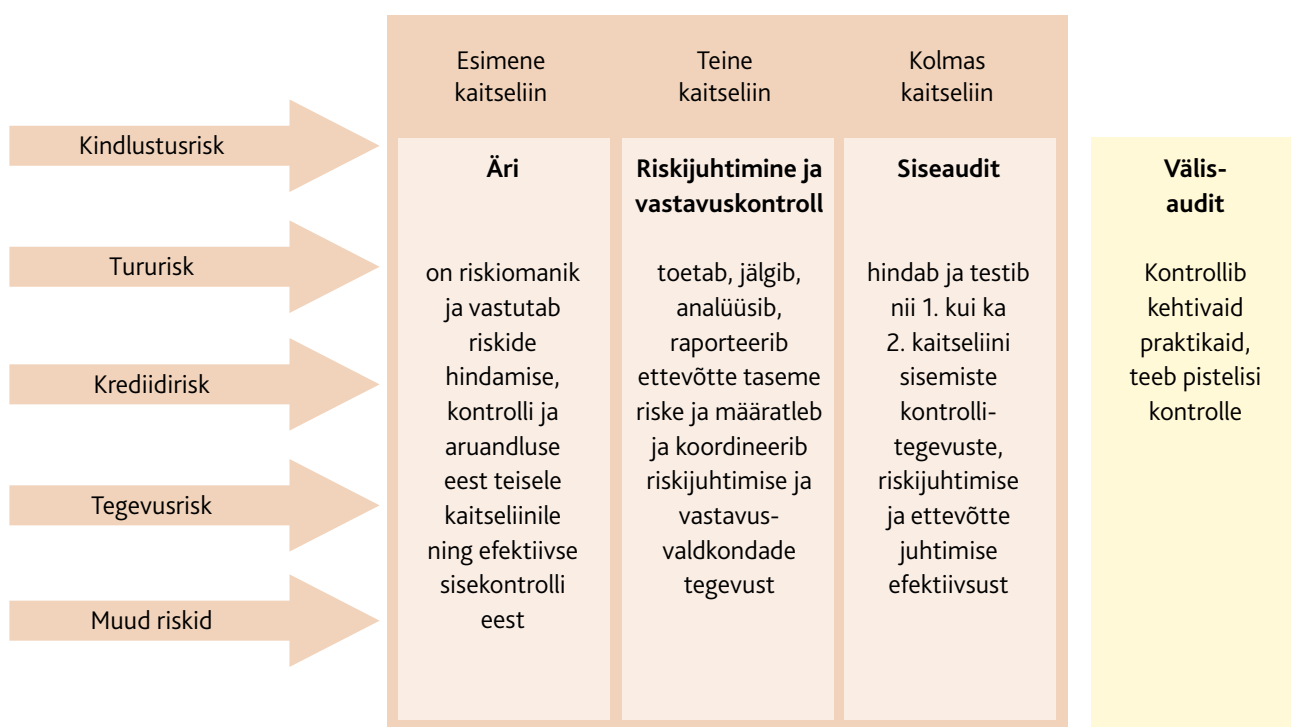 Kindlustusrisk
Tururisk
Krediidirisk
Tegevusrisk
Muud riskid
Esimene
kaitseliin
Äri
on riskiomanik
ja vastutab
riskide
hindamise,
kontrolli ja
aruandluse
eest teisele
kaitseliinile
ning efektiivse
sisekontrolli
eest
Teine
kaitseliin
Riskijuhtimine ja
vastavuskontroll
toetab, jälgib,
analüüsib,
raporteerib
ettevõtte taseme
riske ja määratleb
ja koordineerib
riskijuhtimise ja
vastavus-
valdkondade
tegevust
Kolmas
kaitseliin
Siseaudit
hindab ja testib
nii 1. kui ka
2. kaitseliini
sisemiste
kontrolli-
tegevuste,
riskijuhtimise
ja ettevõtte
juhtimise
efektiivsust
Välis-
audit
Kontrollib
kehtivaid
praktikaid,
teeb pistelisi
kontrolle